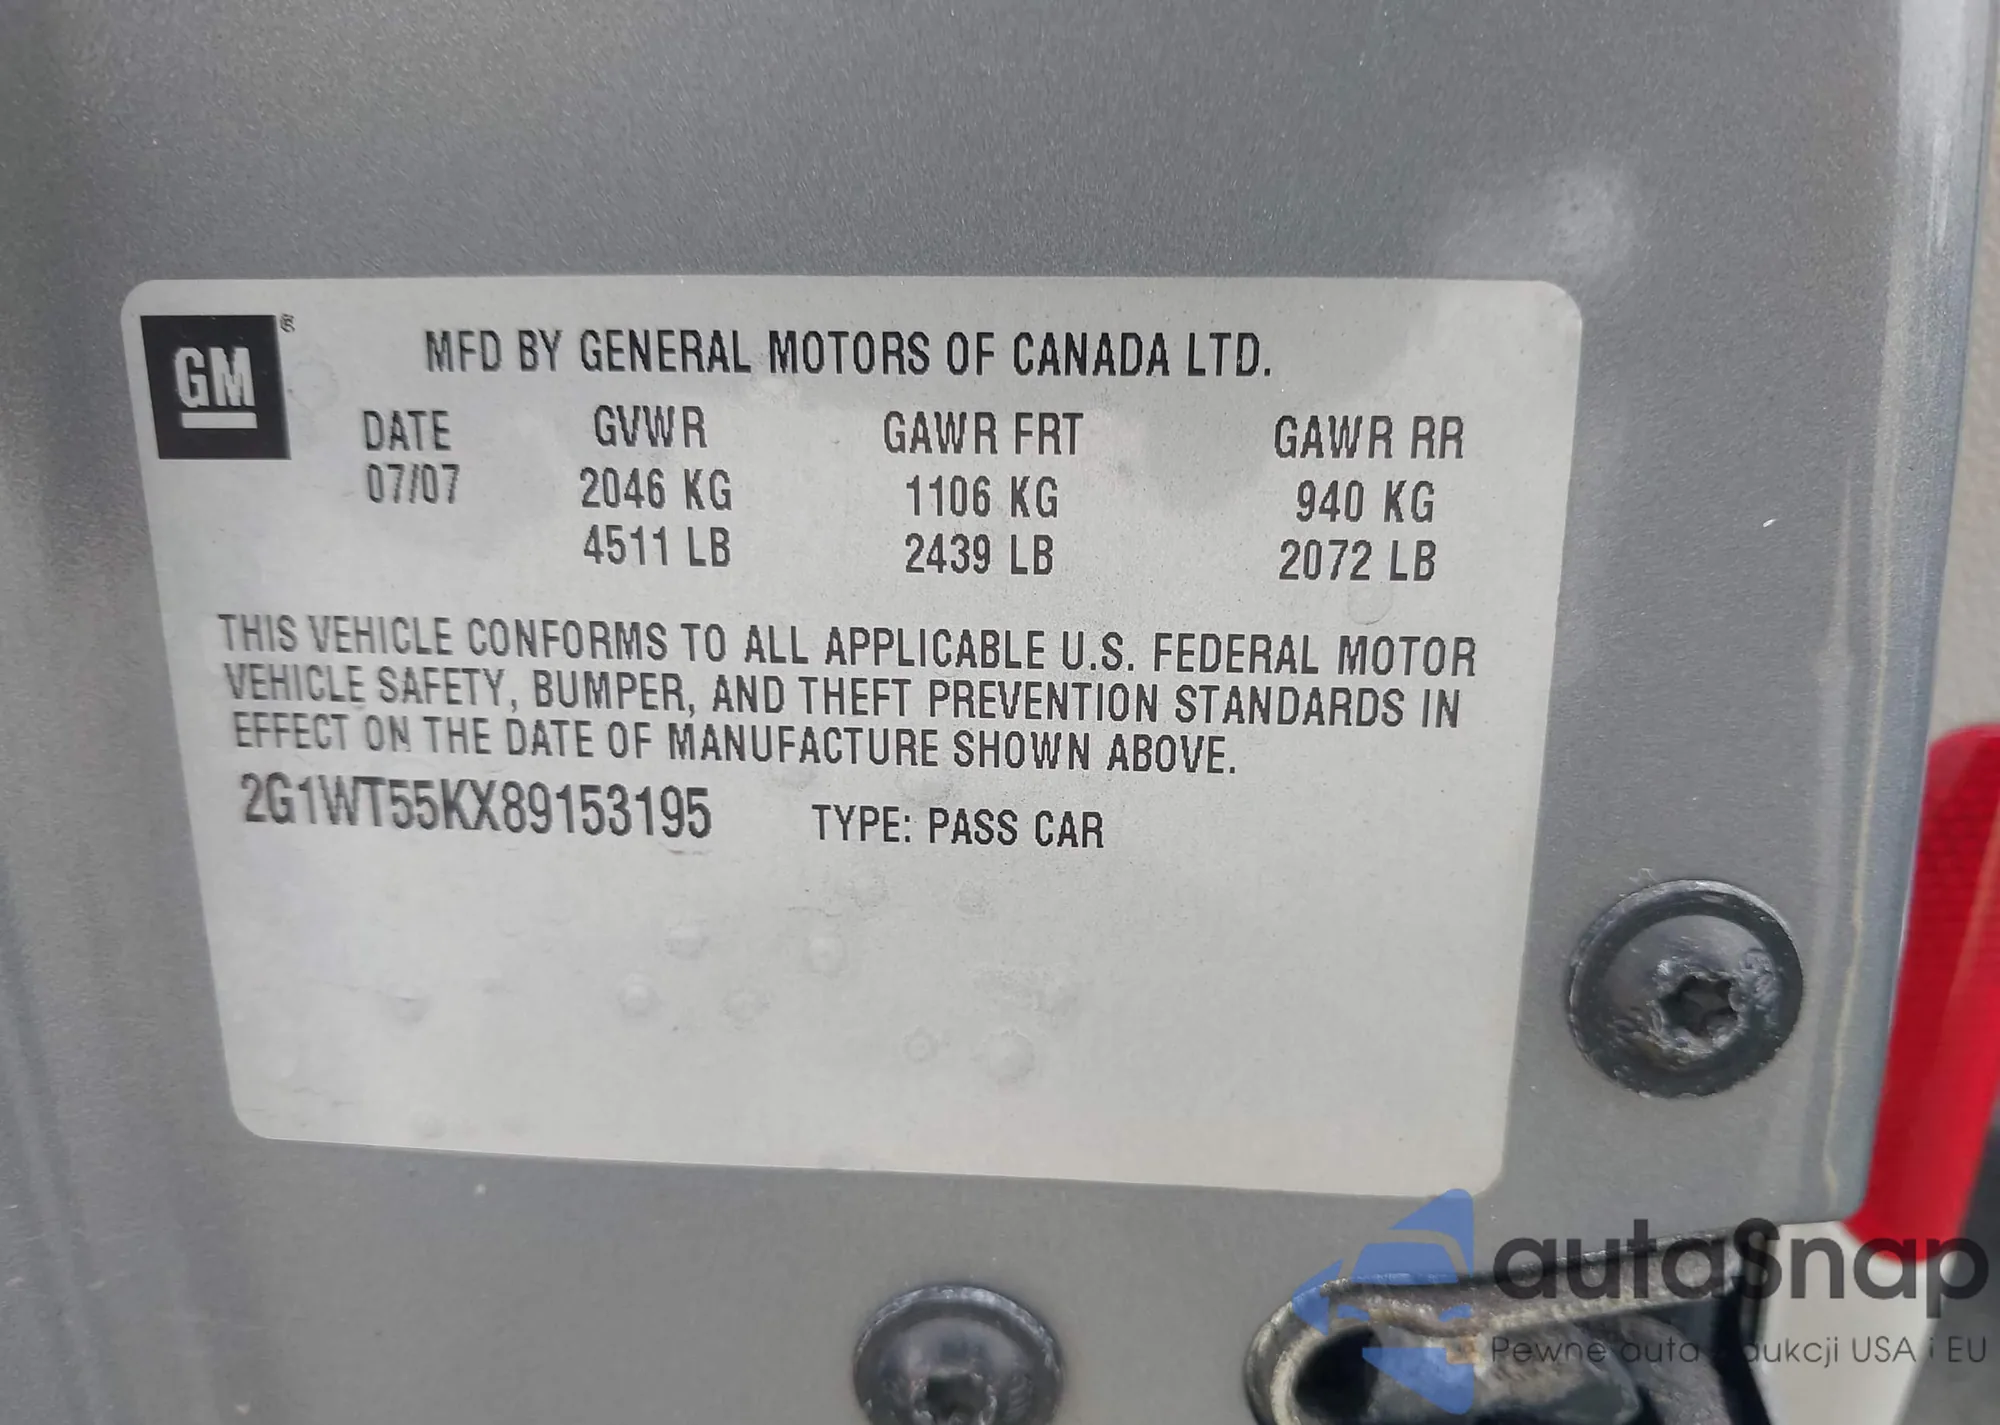 GM ®
MFD BY GENERAL MOTORS OF CANADA LTD.
DATE GVWR GAWR FRT GAWR RR
07/07 2046 KG 1106 KG 940 KG
4511 LB 2439 LB 2072 LB
THIS VEHICLE CONFORMS TO ALL APPLICABLE U.S. FEDERAL MOTOR
VEHICLE SAFETY, BUMPER, AND THEFT PREVENTION STANDARDS IN
EFFECT ON THE DATE OF MANUFACTURE SHOWN ABOVE.
2G1WT55KX89153195 TYPE: PASS CAR
autaSnap
Pewne auta z aukcji USA i EU